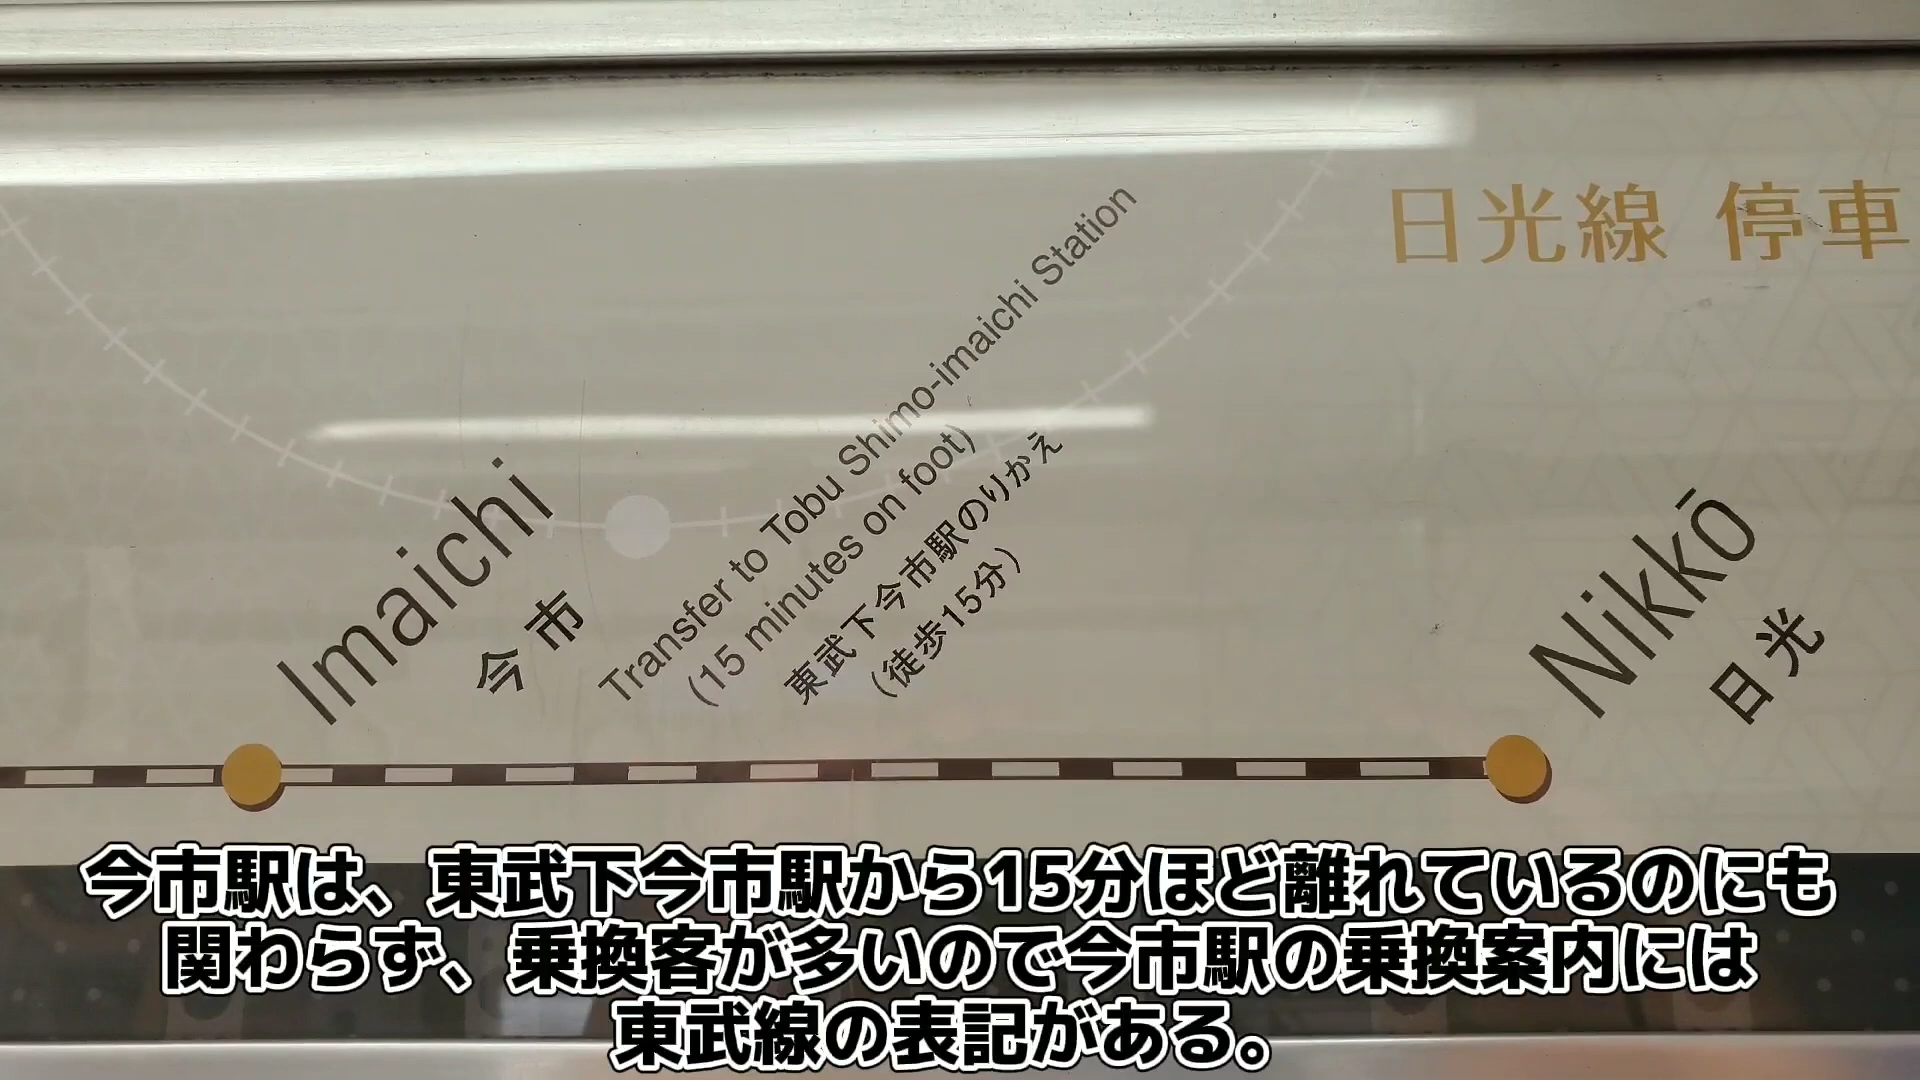 日光線 停車
Imaichi
今市
Transfer to Tobu Shimo-imaichi Station
(15 minutes on foot)
東武下今市駅のりかえ
(徒歩15分)
Nikkō
日光
今市駅は、東武下今市駅から15分ほど離れているのにも
関わらず、乗換客が多いので今市駅の乗換案内には
東武線の表記がある。